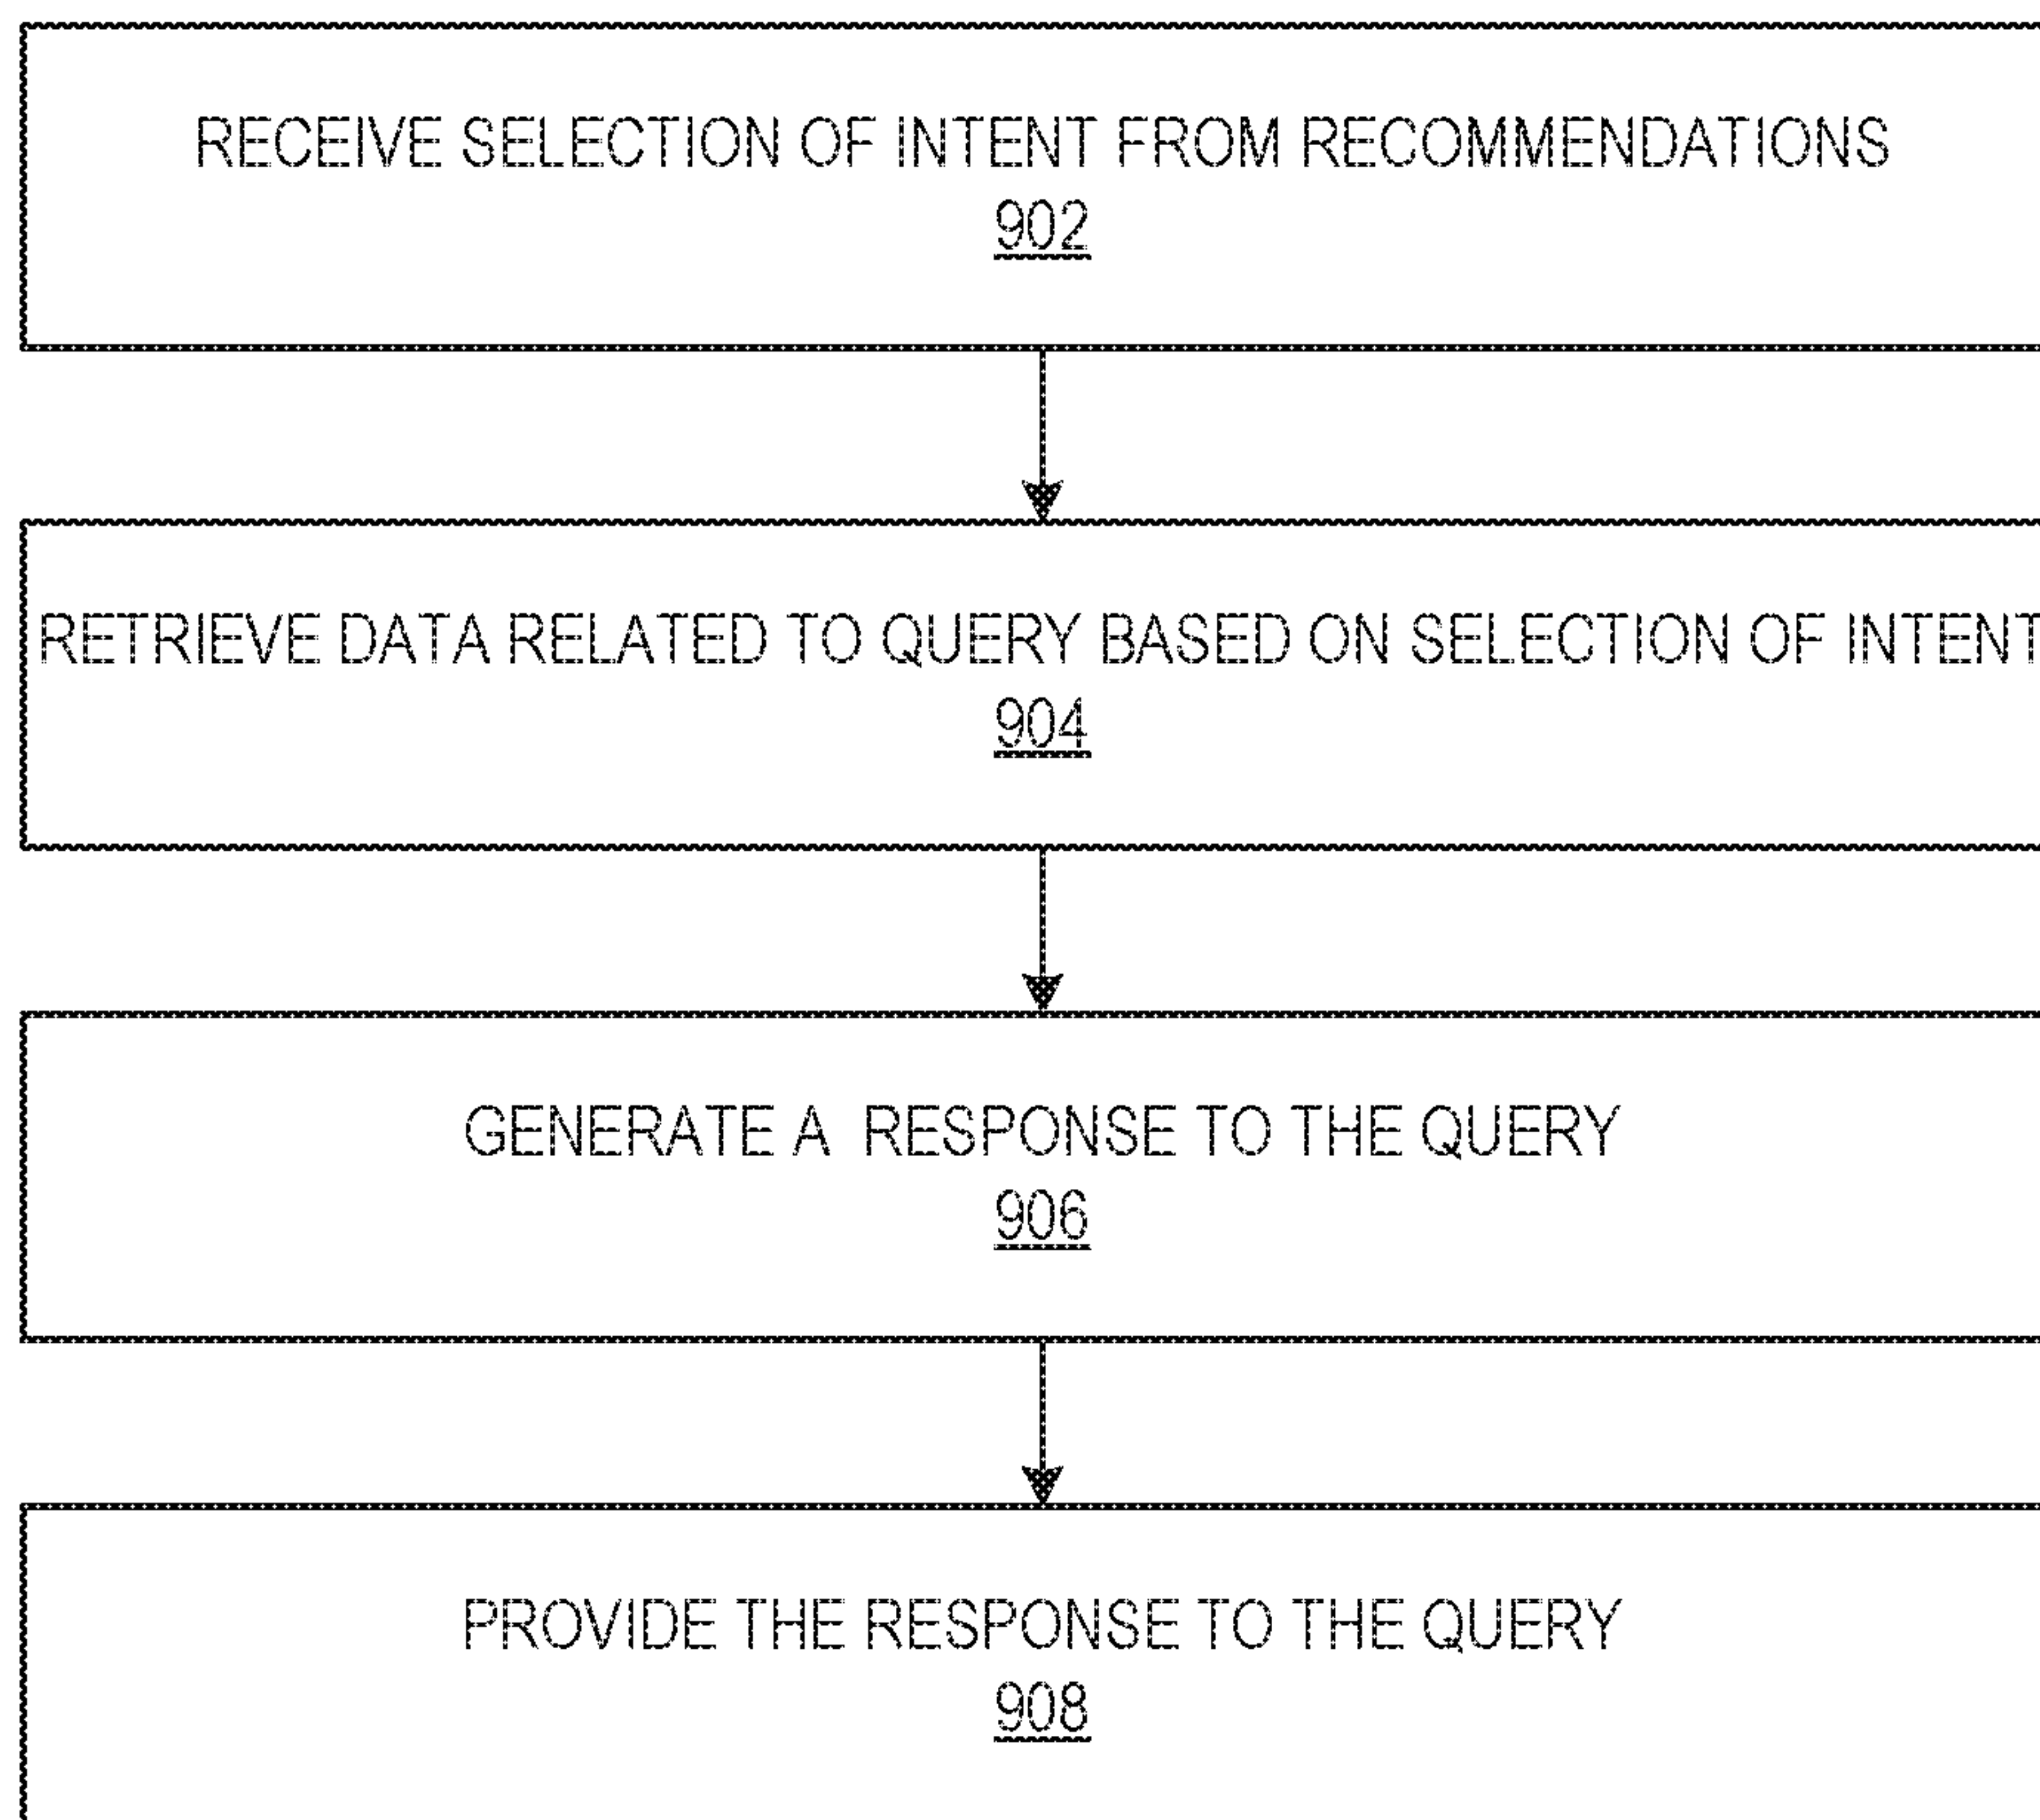 RECEIVE SELECTION OF INTENT FROM RECOMMENDATIONS
902
RETRIEVE DATA RELATED TO QUERY BASED ON SELECTION OF INTENT
904
GENERATE A  RESPONSE TO THE QUERY
906
PROVIDE THE RESPONSE TO THE QUERY
908